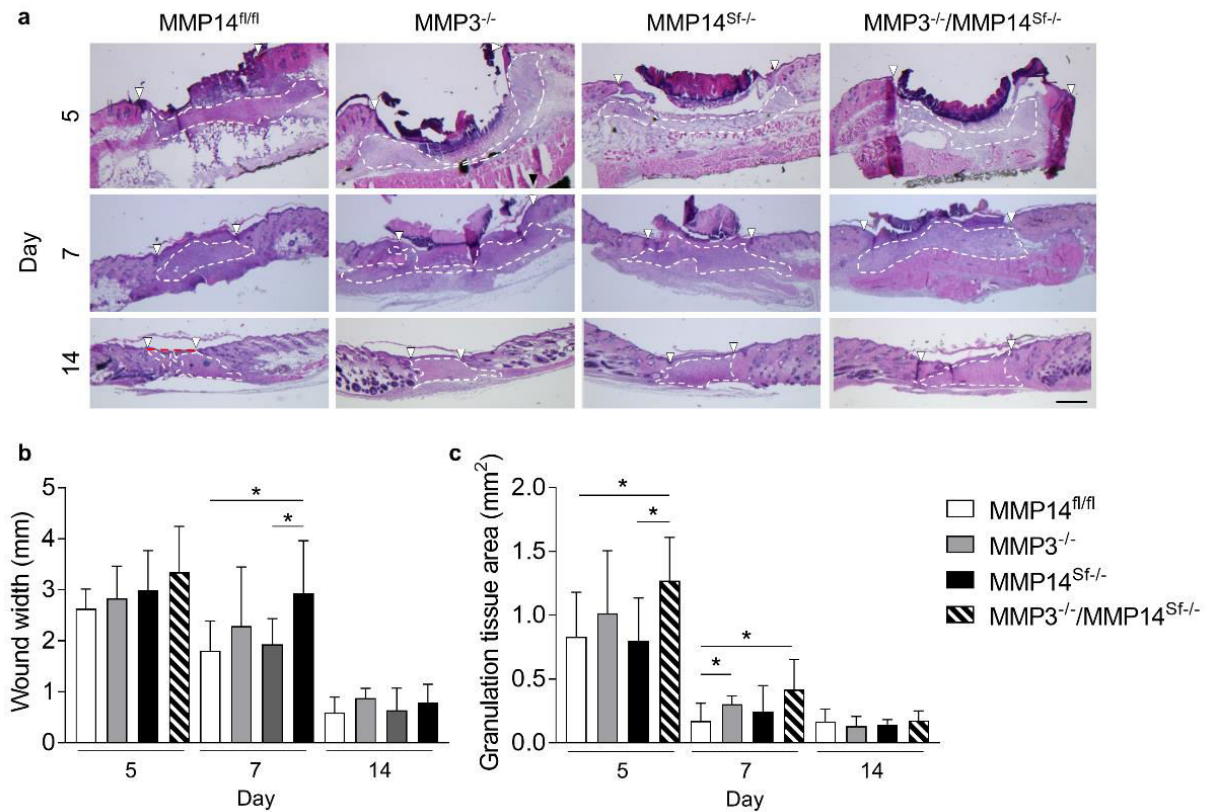 a
MMP14fl/fl MMP3-/- MMP14Sf-/- MMP3-/-/MMP14Sf-/-
5
7
14
Day
b
Wound width (mm)
5
4
3
2
1
0
* *
5 7 14
Day
c
Granulation tissue area (mm2)
2.0
1.5
1.0
0.5
0.0
* * * *
5 7 14
Day
MMP14fl/fl
MMP3-/-
MMP14Sf-/-
MMP3-/-/MMP14Sf-/-